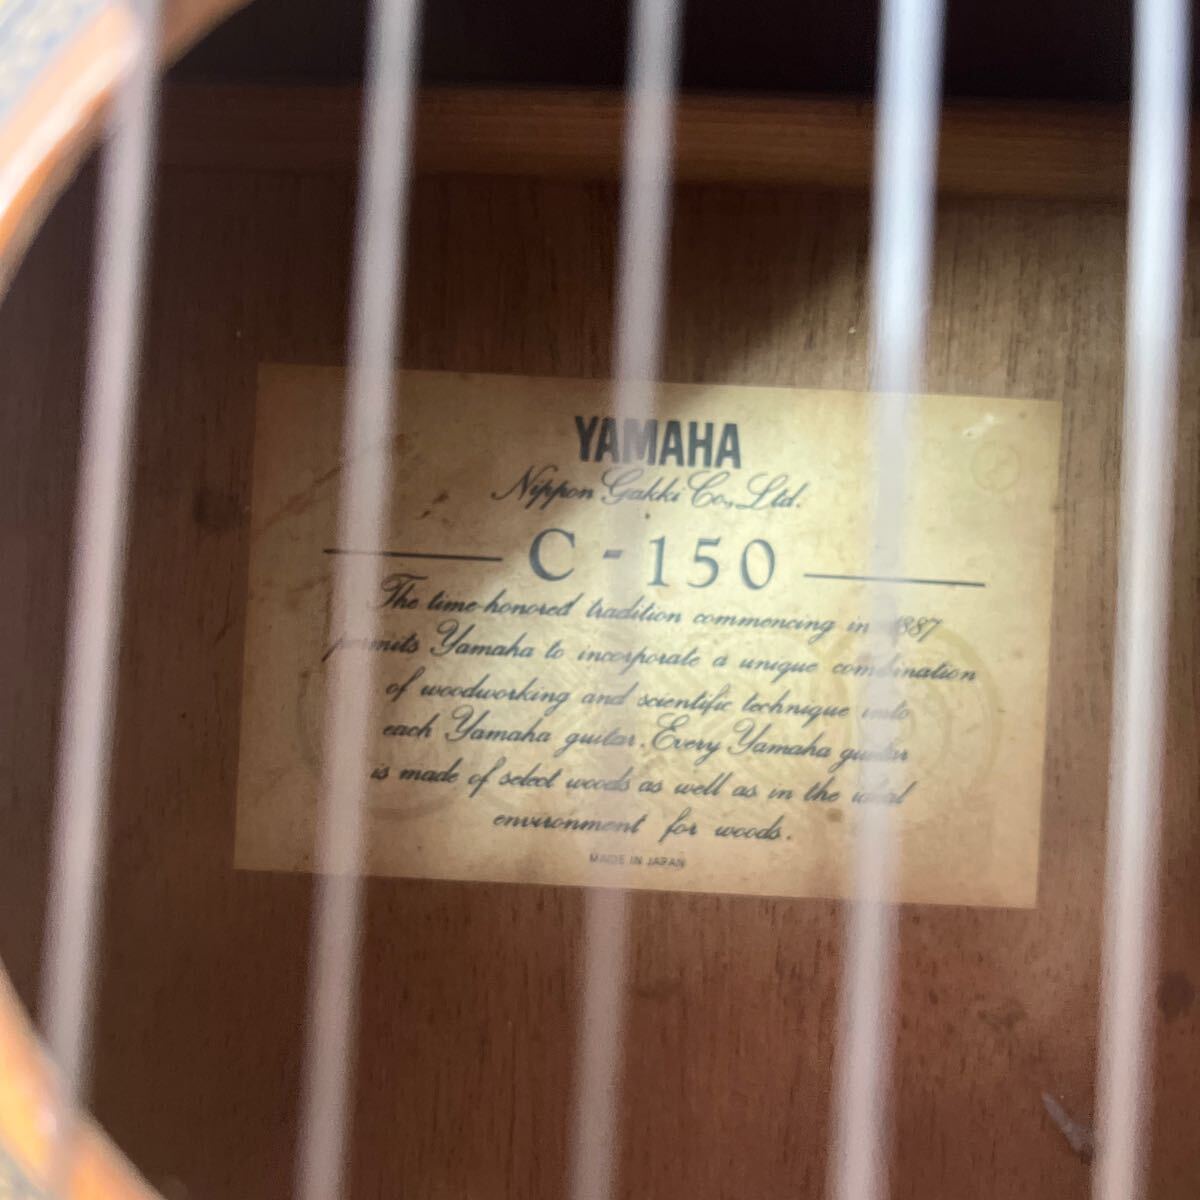 YAMAHA
Nippon Gakki Co., Ltd.
C-150
The time-honored tradition commencing in 1887
permits Yamaha to incorporate a unique combination
of woodworking and scientific technique into
each Yamaha guitar. Every Yamaha guitar
is made of select woods as well as in the ideal
environment for woods.
MADE IN JAPAN